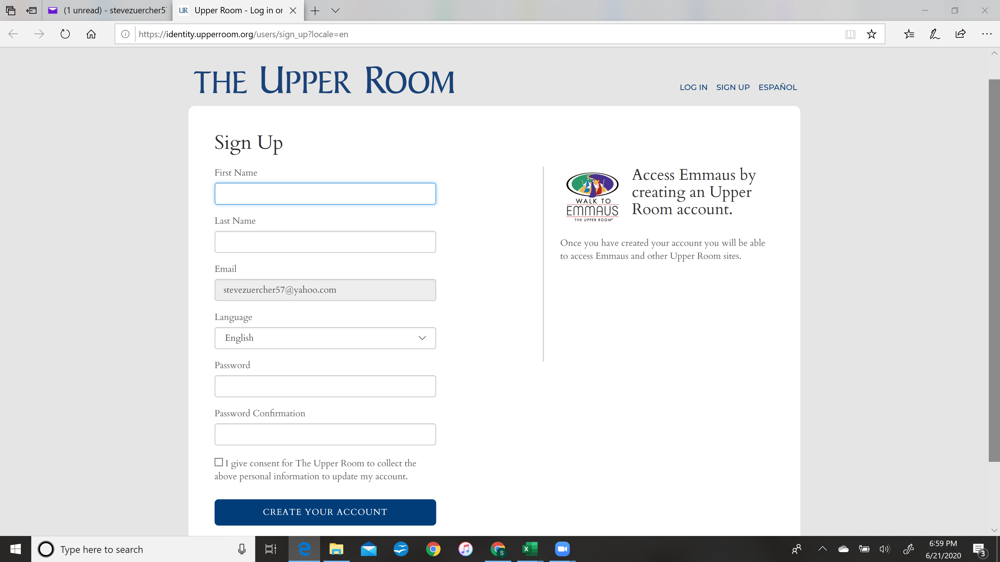 (1 unread) - stevezuercher5
UR Upper Room - Log in or
https://identity.upperroom.org/users/sign_up?locale=en
THE UPPER ROOM
LOG IN SIGN UP ESPAÑOL
Sign Up
First Name
Last Name
Email
stevezuercher57@yahoo.com
Language
English
Password
Password Confirmation
I give consent for The Upper Room to collect the
above personal information to update my account.
CREATE YOUR ACCOUNT
WALK TO
EMMAUS
THE UPPER ROOM®
Access Emmaus by
creating an Upper
Room account.
Once you have created your account you will be able
to access Emmaus and other Upper Room sites.
Type here to search
S
X
6:59 PM
6/21/2020
3